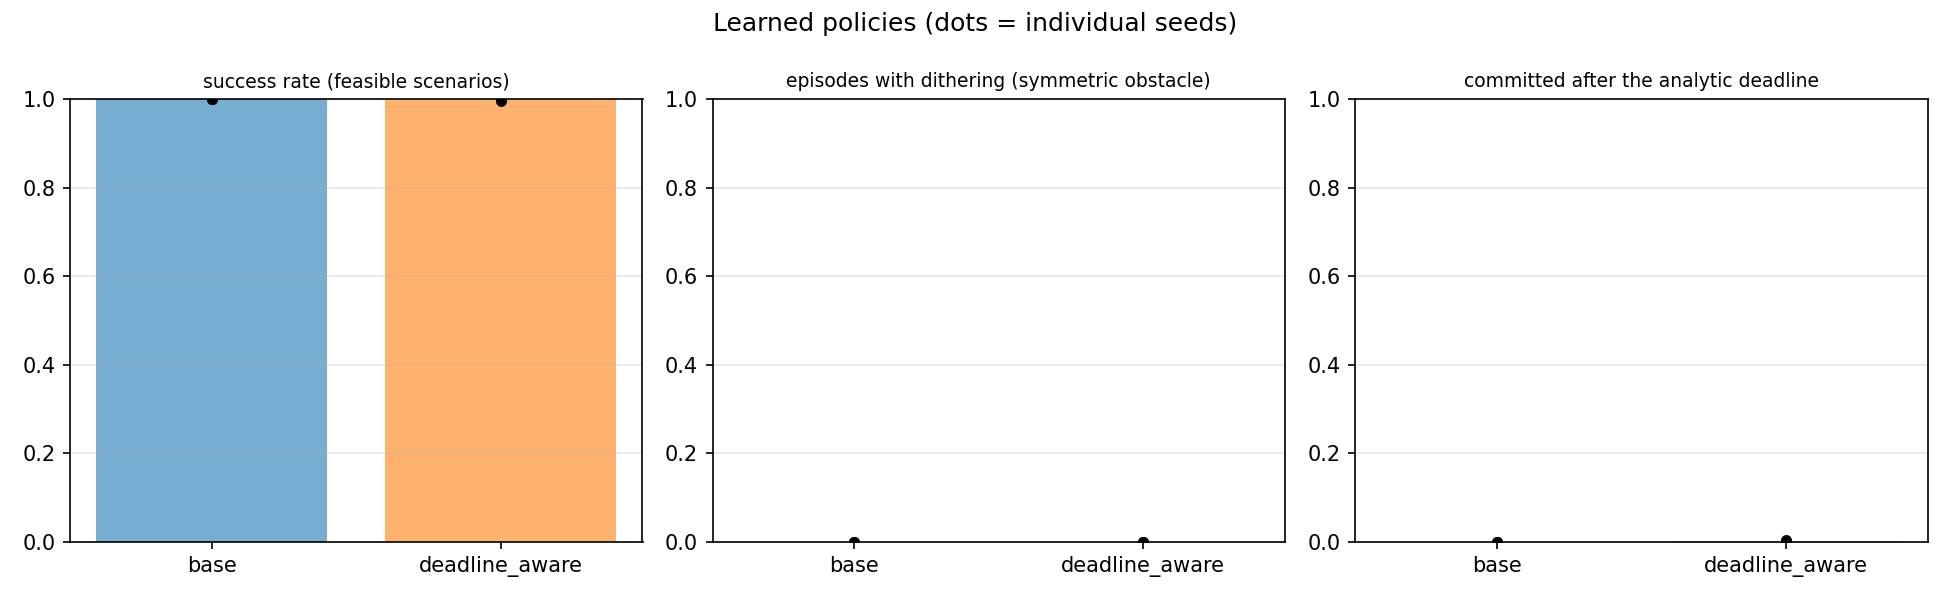 Learned policies (dots = individual seeds)
success rate (feasible scenarios)
1.0
0.8
0.6
0.4
0.2
0.0
base deadline_aware
episodes with dithering (symmetric obstacle)
1.0
0.8
0.6
0.4
0.2
0.0
base deadline_aware
committed after the analytic deadline
1.0
0.8
0.6
0.4
0.2
0.0
base deadline_aware